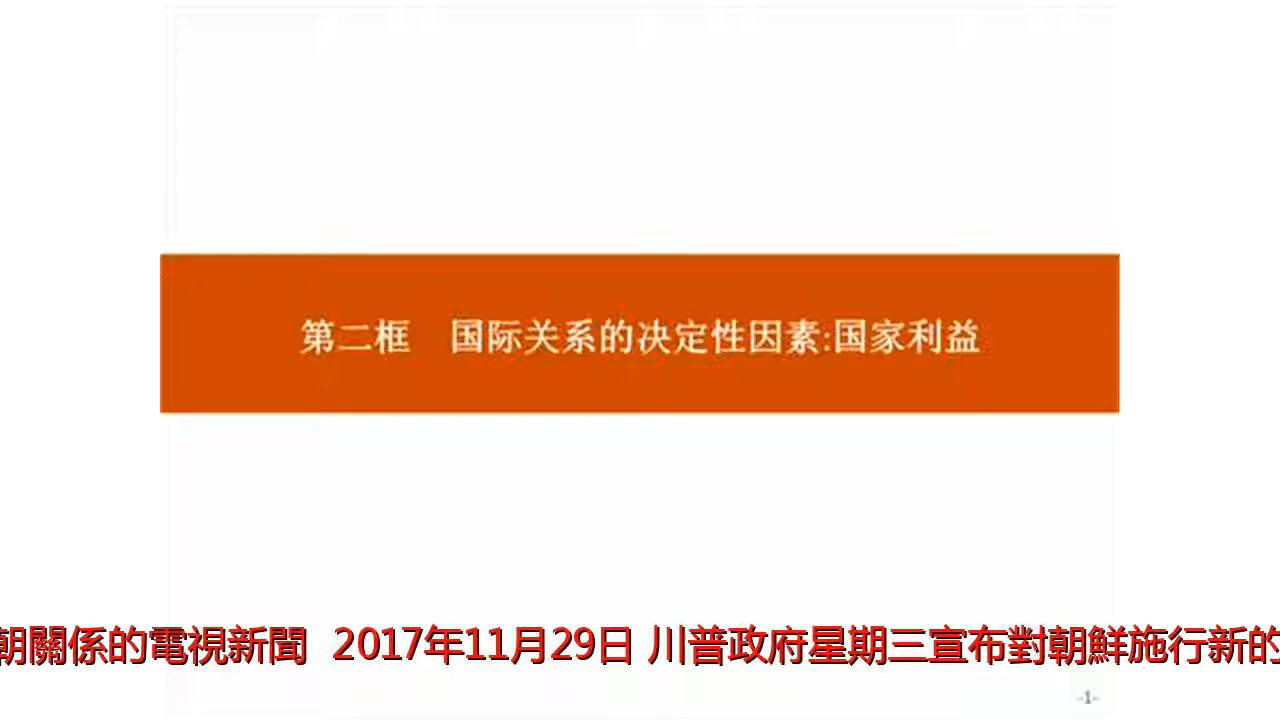 第二框 国际关系的决定性因素:国家利益
朝關係的電視新聞 2017年11月29日 川普政府星期三宣布對朝鮮施行新的
-1-